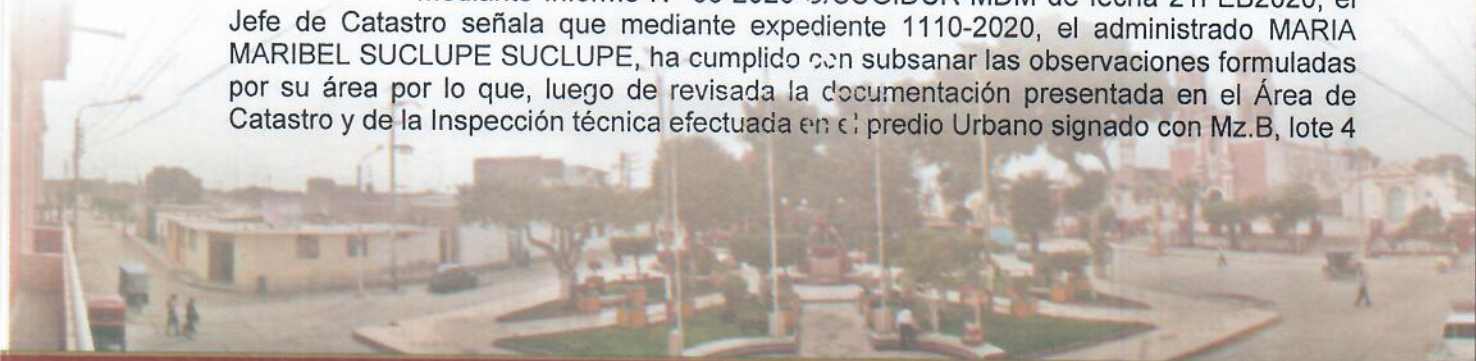 Jefe de Catastro señala que mediante expediente 1110-2020, el administrado MARIA
MARIBEL SUCLUPE SUCLUPE, ha cumplido con subsanar las observaciones formuladas
por su área por lo que, luego de revisada la documentación presentada en el Área de
Catastro y de la Inspección técnica efectuada en el predio Urbano signado con Mz.B, lote 4